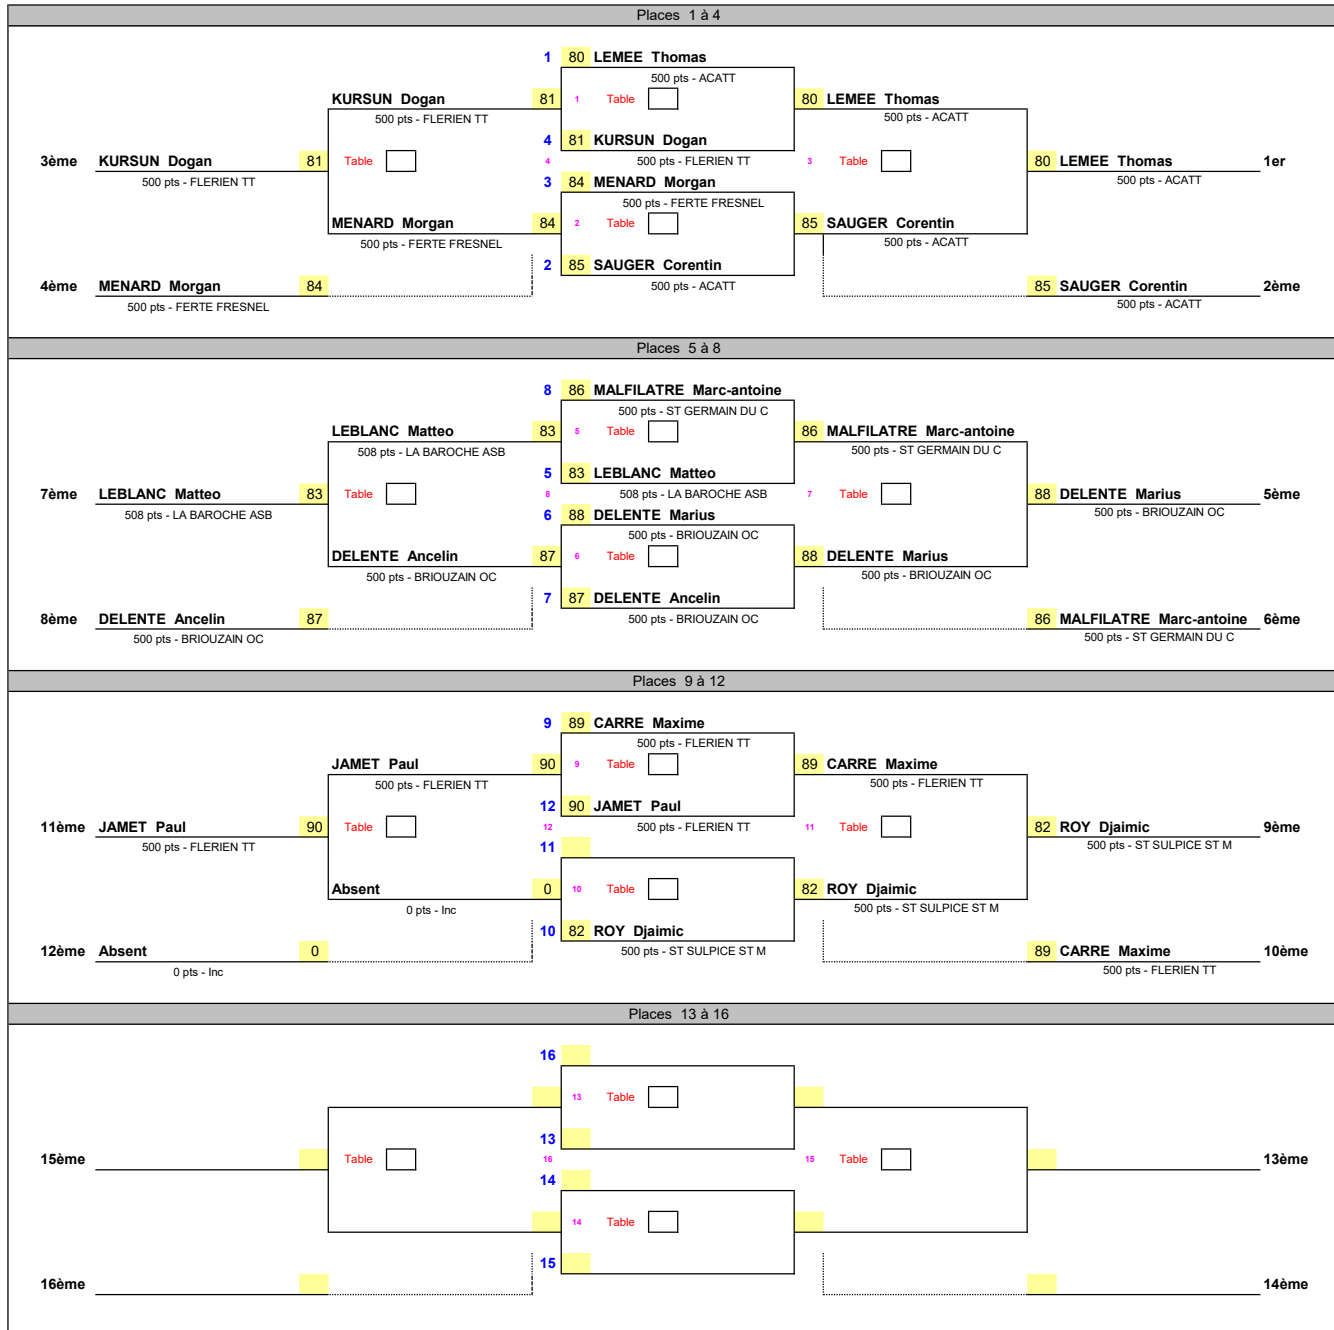 Places 1 à 4
1 80 LEMEE Thomas
500 pts - ACATT
KURSUN Dogan 81 1 Table 80 LEMEE Thomas
500 pts - FLERIEN TT 500 pts - ACATT
4 81 KURSUN Dogan
3ème KURSUN Dogan 81 Table 4 500 pts - FLERIEN TT 3 Table 80 LEMEE Thomas 1er
500 pts - FLERIEN TT 500 pts - ACATT
3 84 MENARD Morgan
500 pts - FERTE FRESNEL
MENARD Morgan 84 2 Table 85 SAUGER Corentin
500 pts - FERTE FRESNEL 500 pts - ACATT
2 85 SAUGER Corentin
4ème MENARD Morgan 84 500 pts - ACATT 85 SAUGER Corentin 2ème
500 pts - FERTE FRESNEL 500 pts - ACATT
Places 5 à 8
8 86 MALFILATRE Marc-antoine
500 pts - ST GERMAIN DU C
LEBLANC Matteo 83 5 Table 86 MALFILATRE Marc-antoine
508 pts - LA BAROCHE ASB 500 pts - ST GERMAIN DU C
5 83 LEBLANC Matteo
7ème LEBLANC Matteo 83 Table 8 508 pts - LA BAROCHE ASB 7 Table 88 DELENTE Marius 5ème
508 pts - LA BAROCHE ASB 500 pts - BRIOUZAIN OC
6 88 DELENTE Marius
500 pts - BRIOUZAIN OC
DELENTE Ancelin 87 6 Table 88 DELENTE Marius
500 pts - BRIOUZAIN OC 500 pts - BRIOUZAIN OC
7 87 DELENTE Ancelin
8ème DELENTE Ancelin 87 500 pts - BRIOUZAIN OC 86 MALFILATRE Marc-antoine 6ème
500 pts - BRIOUZAIN OC 500 pts - ST GERMAIN DU C
Places 9 à 12
9 89 CARRE Maxime
500 pts - FLERIEN TT
JAMET Paul 90 9 Table 89 CARRE Maxime
500 pts - FLERIEN TT 500 pts - FLERIEN TT
12 90 JAMET Paul
11ème JAMET Paul 90 Table 12 500 pts - FLERIEN TT 11 Table 82 ROY Djaimic 9ème
500 pts - FLERIEN TT 500 pts - ST SULPICE ST M
11
Absent 0 10 Table 82 ROY Djaimic
0 pts - Inc 500 pts - ST SULPICE ST M
10 82 ROY Djaimic
12ème Absent 0 500 pts - ST SULPICE ST M 89 CARRE Maxime 10ème
0 pts - Inc 500 pts - FLERIEN TT
Places 13 à 16
16
13 Table
13
15ème Table 16 15 Table 13ème
14
14 Table
15
16ème 14ème